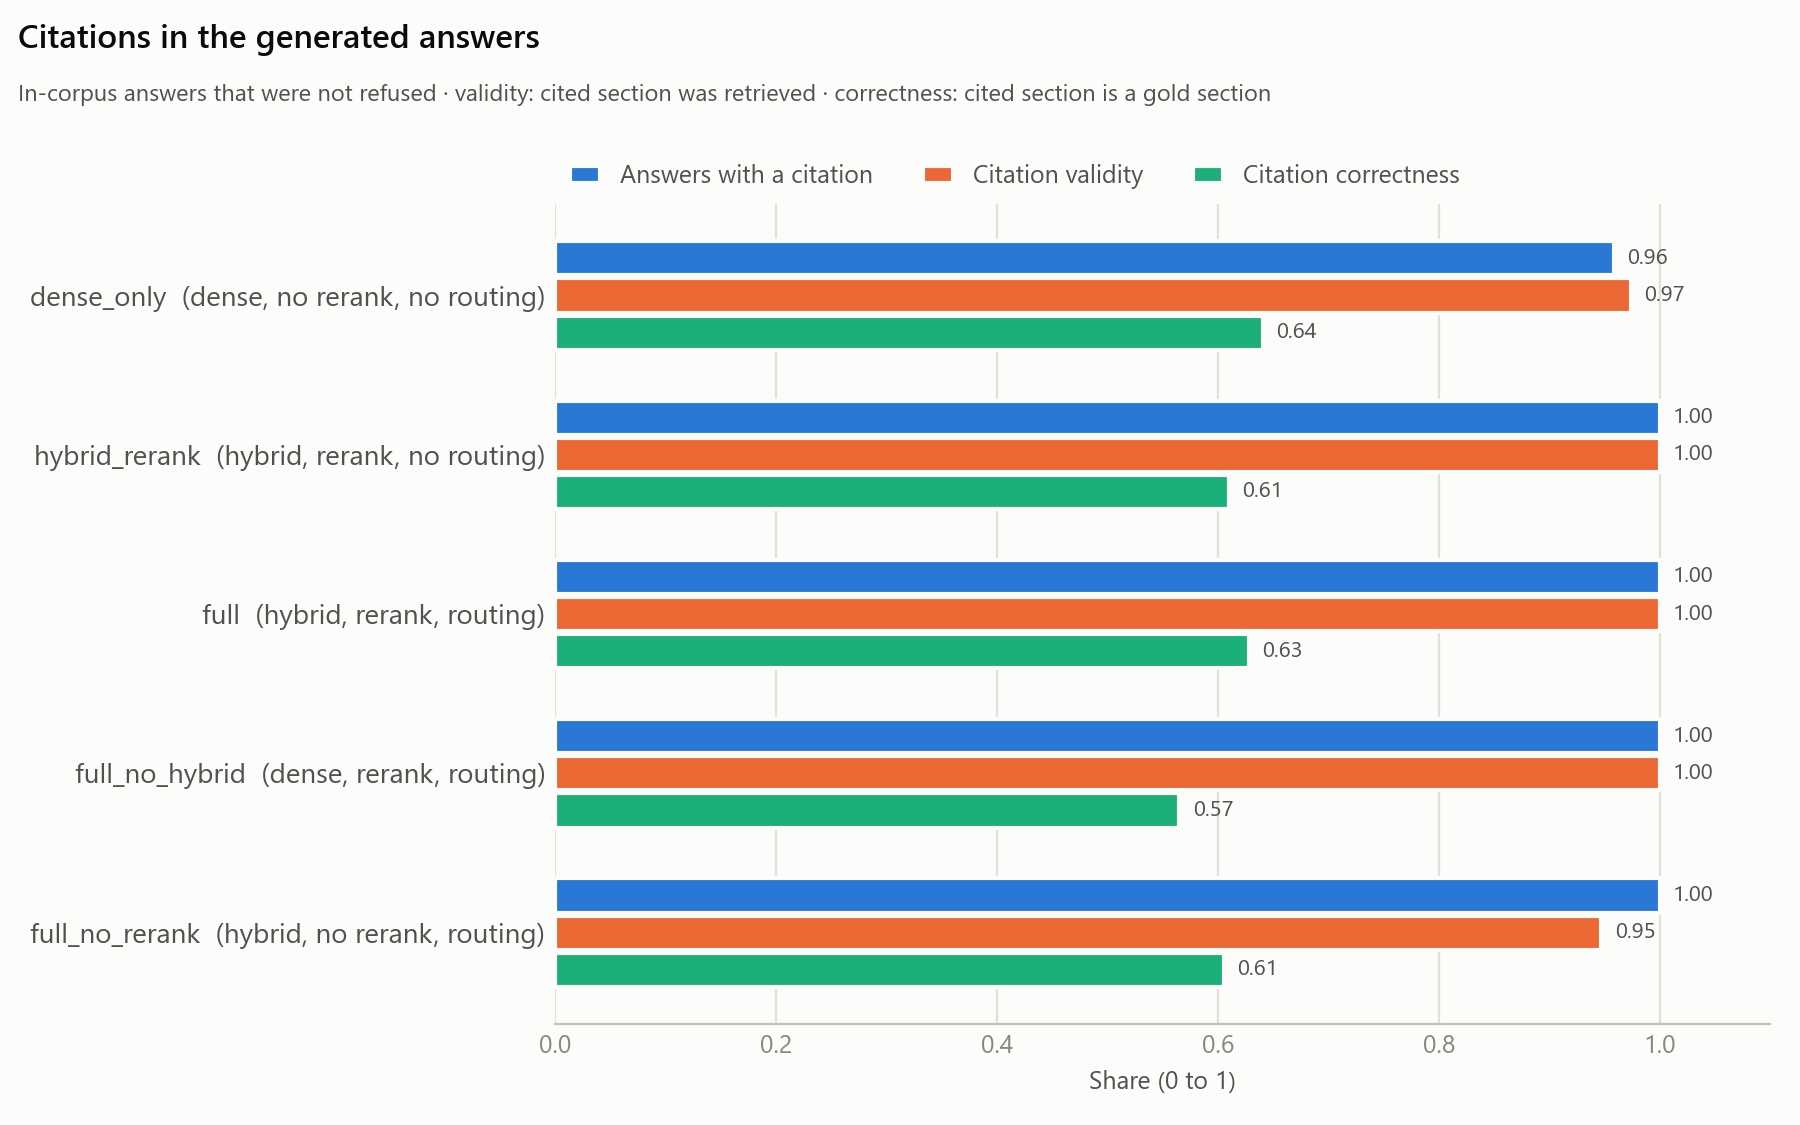 Citations in the generated answers
In-corpus answers that were not refused · validity: cited section was retrieved · correctness: cited section is a gold section
Answers with a citation
Citation validity
Citation correctness
dense_only (dense, no rerank, no routing)
0.96
0.97
0.64
hybrid_rerank (hybrid, rerank, no routing)
1.00
1.00
0.61
full (hybrid, rerank, routing)
1.00
1.00
0.63
full_no_hybrid (dense, rerank, routing)
1.00
1.00
0.57
full_no_rerank (hybrid, no rerank, routing)
1.00
0.95
0.61
0.0 0.2 0.4 0.6 0.8 1.0
Share (0 to 1)